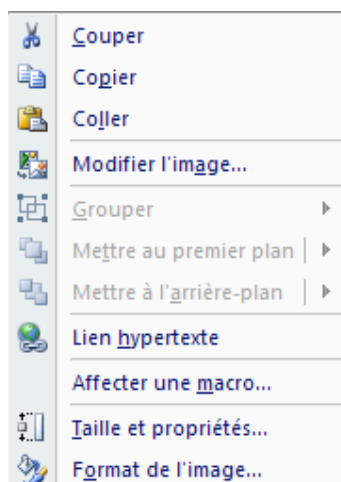 Couper
Copier
Coller
Modifier l'image...
Grouper
Mettre au premier plan
Mettre à l'arrière-plan
Lien hypertexte
Affecter une macro...
Taille et propriétés...
Format de l'image...